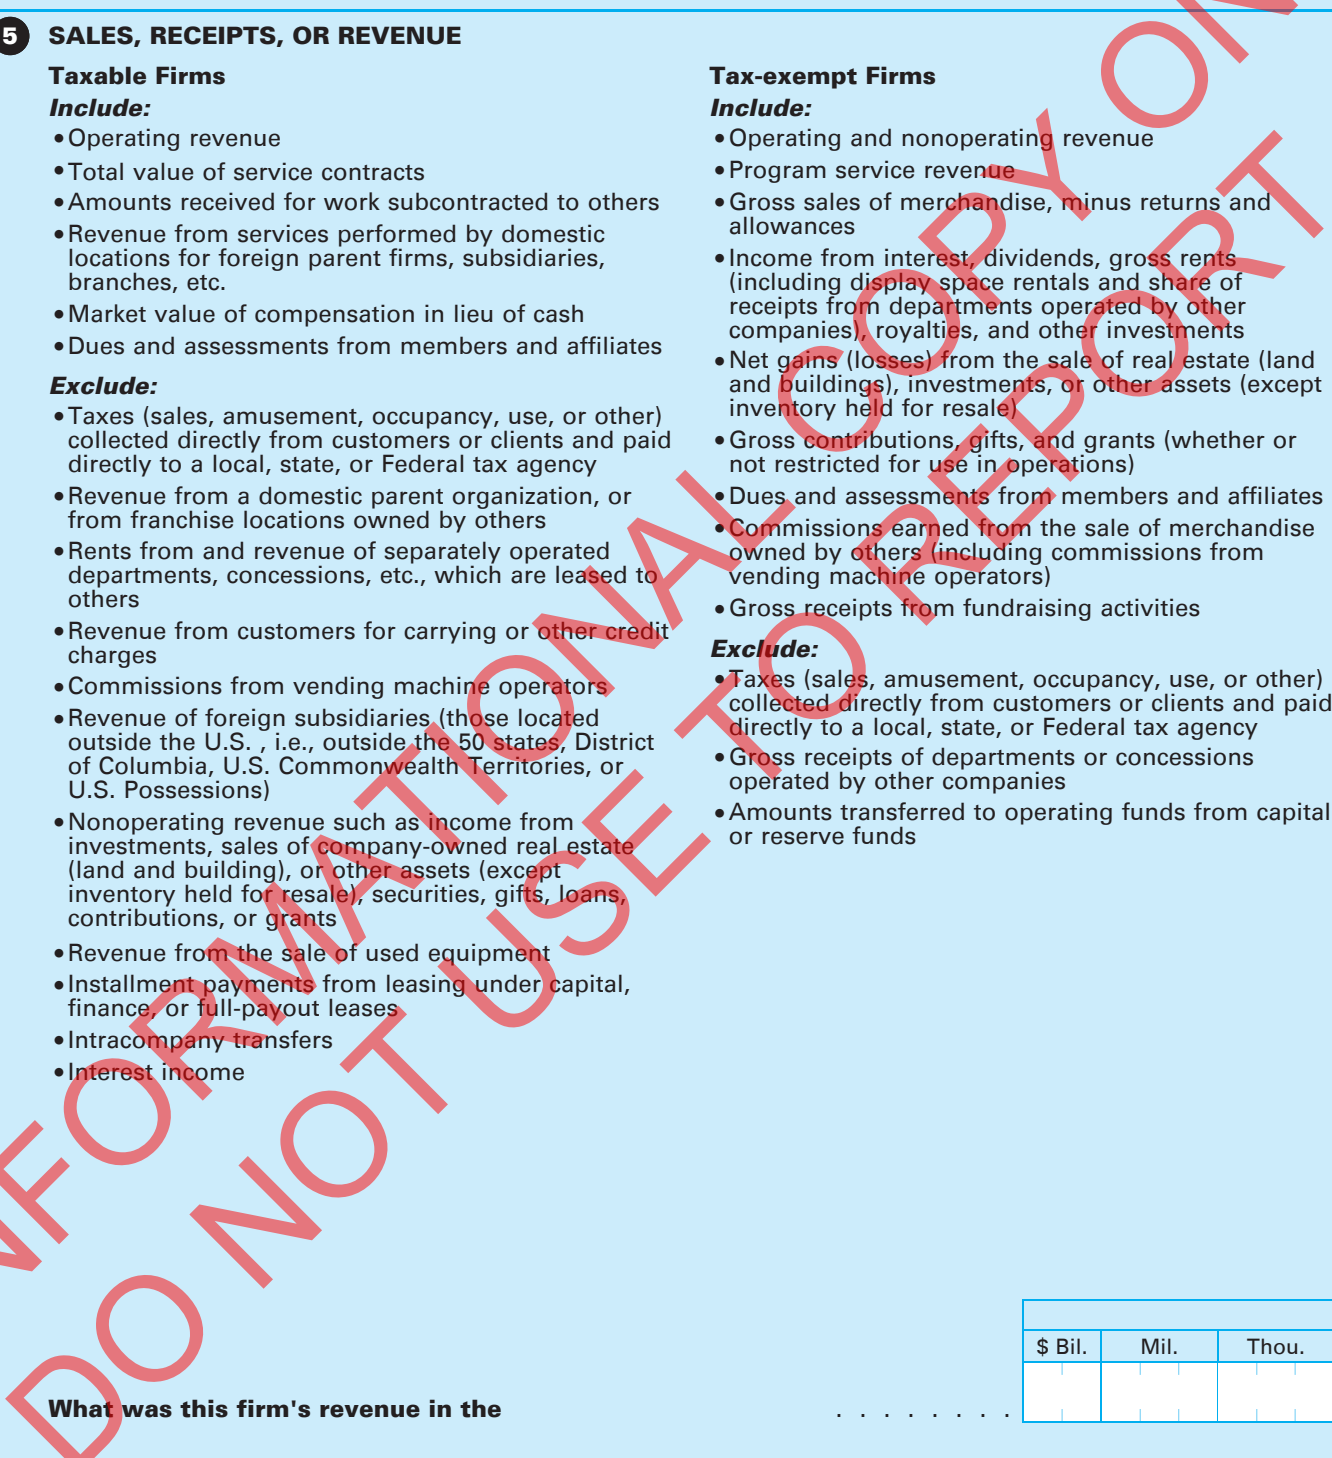 5 SALES, RECEIPTS, OR REVENUE
Taxable Firms
Include:
•Operating revenue
•Total value of service contracts
•Amounts received for work subcontracted to others
•Revenue from services performed by domestic
locations for foreign parent firms, subsidiaries,
branches, etc.
•Market value of compensation in lieu of cash
•Dues and assessments from members and affiliates
Exclude:
•Taxes (sales, amusement, occupancy, use, or other)
collected directly from customers or clients and paid
directly to a local, state, or Federal tax agency
•Revenue from a domestic parent organization, or
from franchise locations owned by others
•Rents from and revenue of separately operated
departments, concessions, etc., which are leased to
others
•Revenue from customers for carrying or other credit
charges
•Commissions from vending machine operators
•Revenue of foreign subsidiaries (those located
outside the U.S. , i.e., outside the 50 states, District
of Columbia, U.S. Commonwealth Territories, or
U.S. Possessions)
•Nonoperating revenue such as income from
investments, sales of company-owned real estate
(land and building), or other assets (except
inventory held for resale), securities, gifts, loans,
contributions, or grants
•Revenue from the sale of used equipment
•Installment payments from leasing under capital,
finance, or full-payout leases
•Intracompany transfers
•Interest income
Tax-exempt Firms
Include:
•Operating and nonoperating revenue
•Program service revenue
•Gross sales of merchandise, minus returns and
allowances
•Income from interest, dividends, gross rents
(including display space rentals and share of
receipts from departments operated by other
companies), royalties, and other investments
•Net gains (losses) from the sale of real estate (land
and buildings), investments, or other assets (except
inventory held for resale)
•Gross contributions, gifts, and grants (whether or
not restricted for use in operations)
•Dues and assessments from members and affiliates
•Commissions earned from the sale of merchandise
owned by others (including commissions from
vending machine operators)
•Gross receipts from fundraising activities
Exclude:
•Taxes (sales, amusement, occupancy, use, or other)
collected directly from customers or clients and paid
directly to a local, state, or Federal tax agency
•Gross receipts of departments or concessions
operated by other companies
•Amounts transferred to operating funds from capital
or reserve funds
$ Bil. Mil. Thou.
What was this firm's revenue in the . . . . . . . .
NFORMATIONAL COPY ON
DO NOT USE TO REPORT